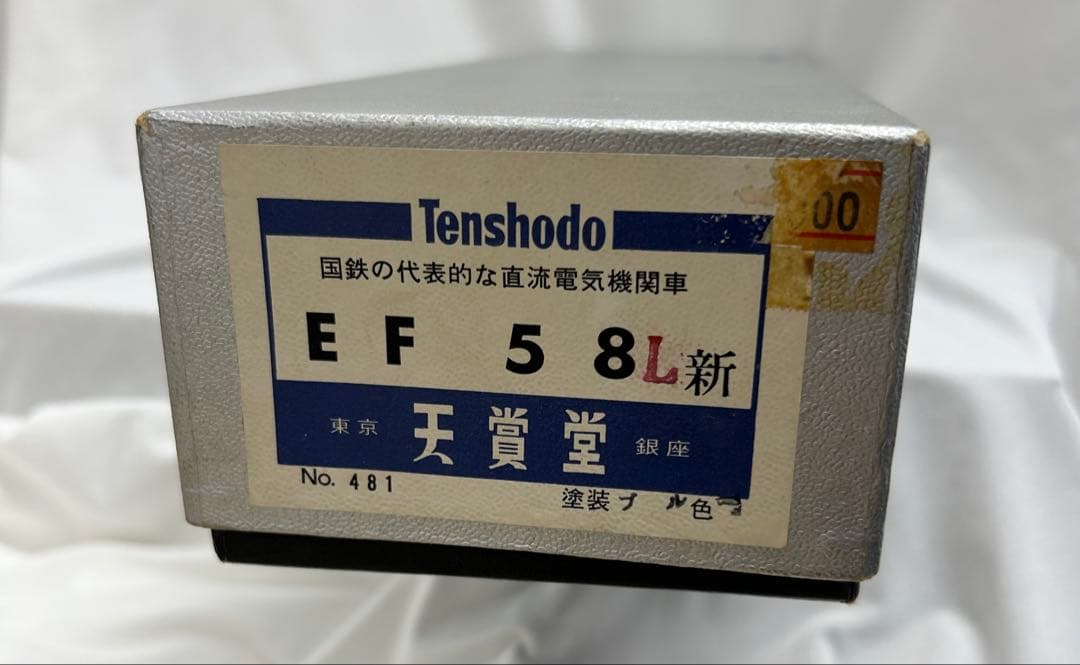 Tenshodo
00
国鉄の代表的な直流電気機関車
EF 58L新
東京 天賞堂 銀座
No. 481
塗装 ブ ル 色